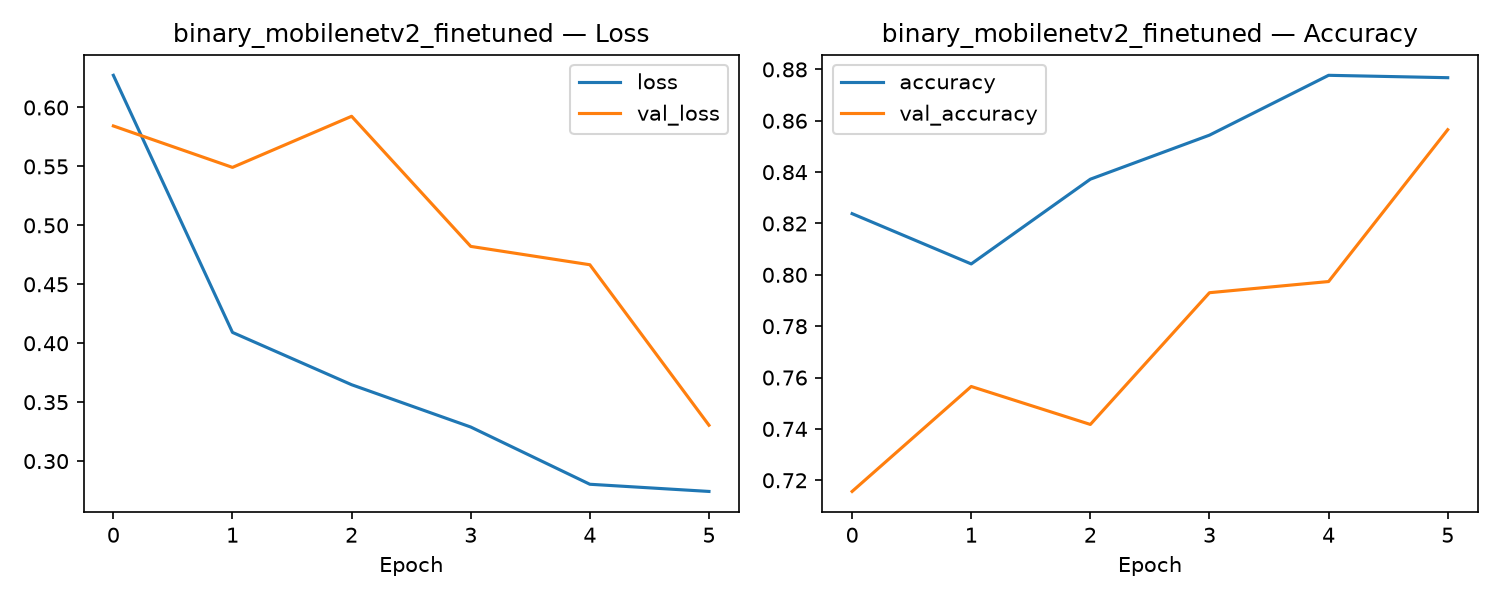 binary_mobilenetv2_finetuned — Loss
loss
val_loss
0.60
0.55
0.50
0.45
0.40
0.35
0.30
0 1 2 3 4 5
Epoch
binary_mobilenetv2_finetuned — Accuracy
accuracy
val_accuracy
0.88
0.86
0.84
0.82
0.80
0.78
0.76
0.74
0.72
0 1 2 3 4 5
Epoch